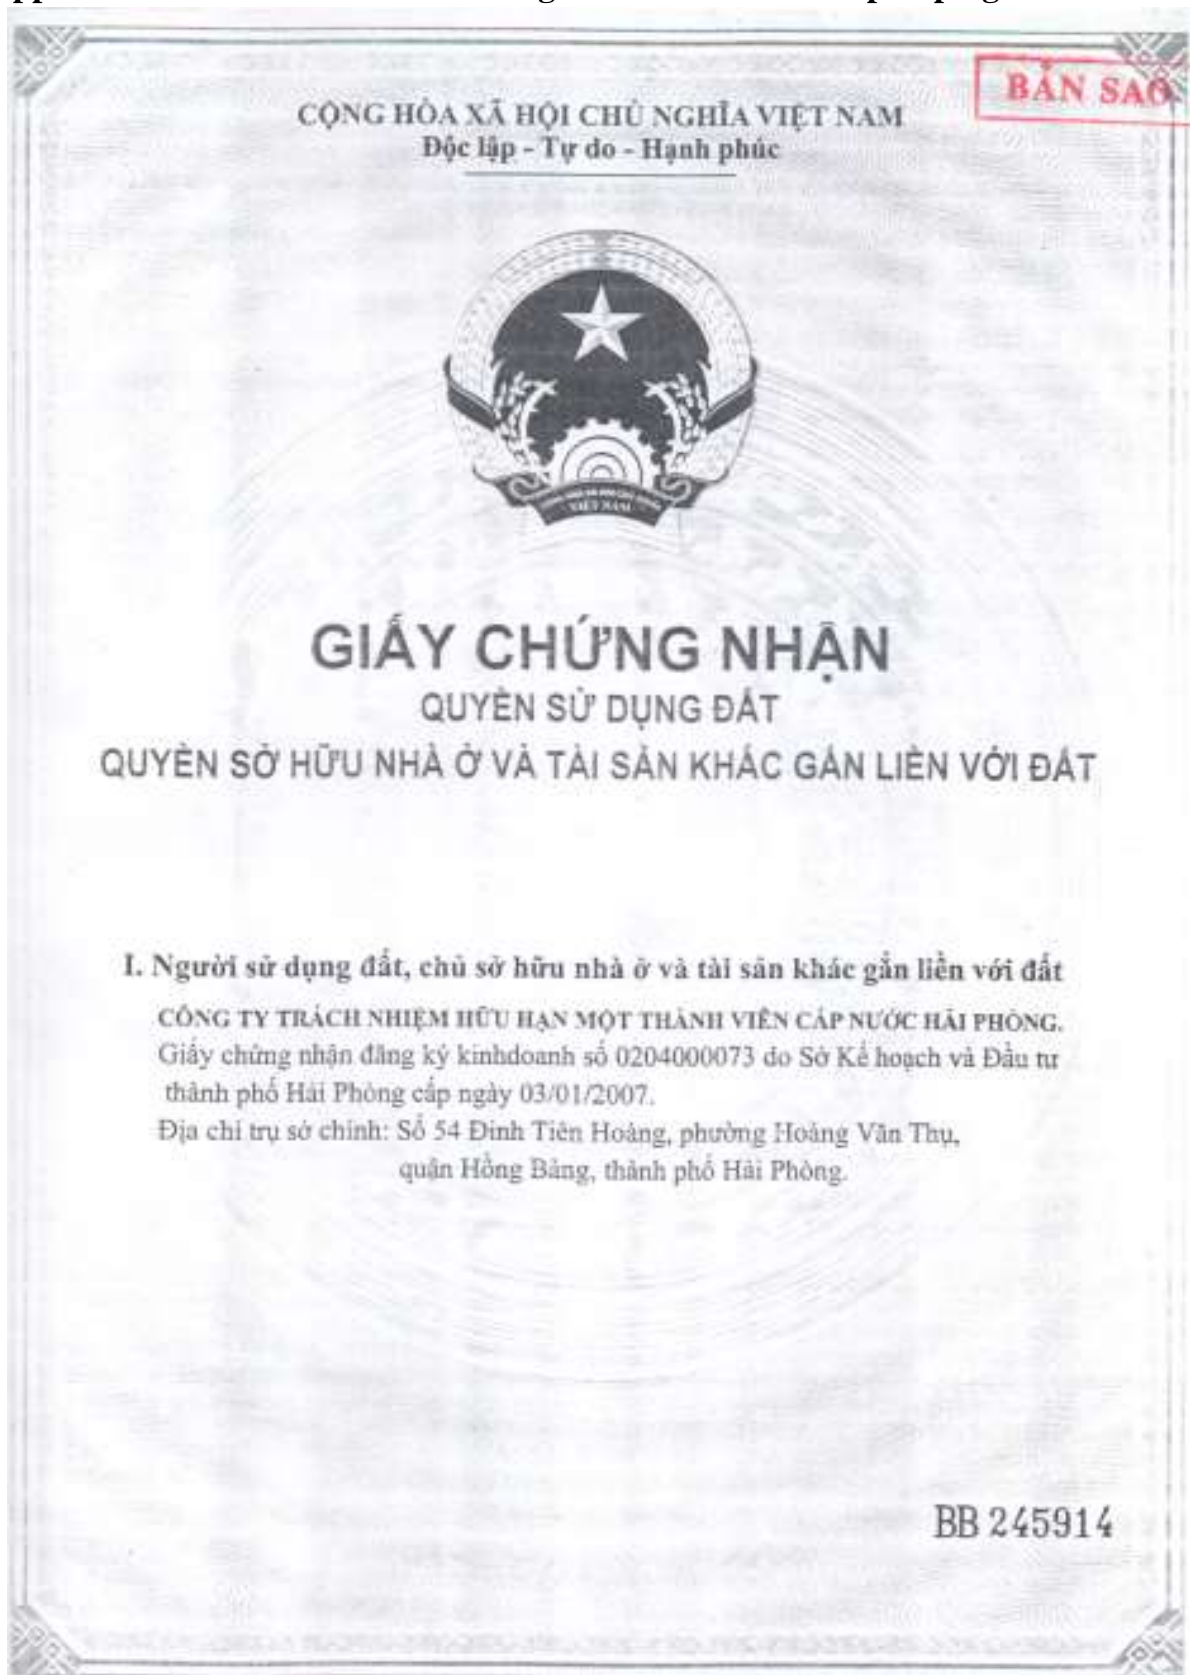 BẢN SAO
CỘNG HÒA XÃ HỘI CHỦ NGHĨA VIỆT NAM
Độc lập - Tự do - Hạnh phúc
VIỆT NAM
GIẤY CHỨNG NHẬN
QUYỀN SỬ DỤNG ĐẤT
QUYỀN SỞ HỮU NHÀ Ở VÀ TÀI SẢN KHÁC GẮN LIỀN VỚI ĐẤT
I. Người sử dụng đất, chủ sở hữu nhà ở và tài sản khác gắn liền với đất
CÔNG TY TRÁCH NHIỆM HỮU HẠN MỘT THÀNH VIÊN CẤP NƯỚC HẢI PHÒNG.
Giấy chứng nhận đăng ký kinhdoanh số 0204000073 do Sở Kế hoạch và Đầu tư
thành phố Hải Phòng cấp ngày 03/01/2007.
Địa chỉ trụ sở chính: Số 54 Đinh Tiên Hoàng, phường Hoàng Văn Thụ,
quận Hồng Bàng, thành phố Hải Phòng.
BB 245914